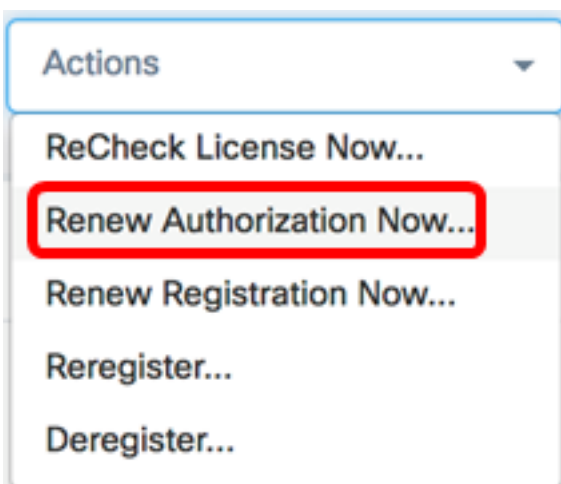 Actions
ReCheck License Now...
Renew Authorization Now...
Renew Registration Now...
Reregister...
Deregister...